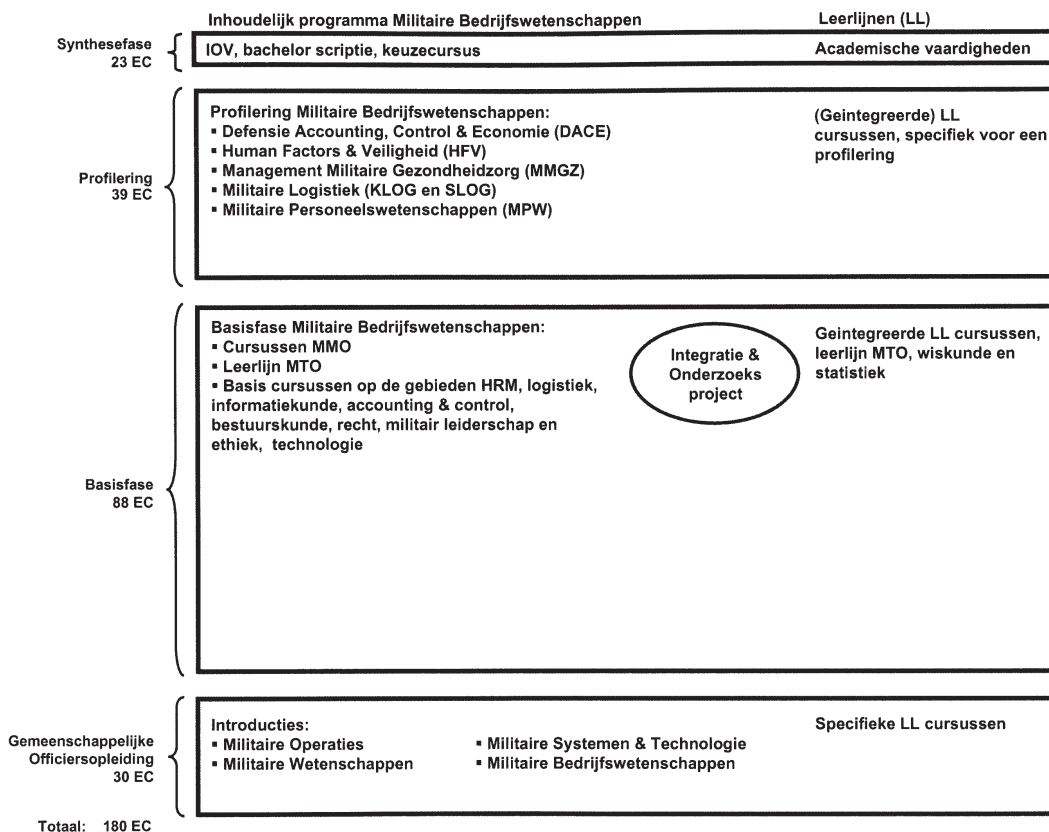 Inhoudelijk programma Militaire Bedrijfswetenschappen
Leerlijnen (LL)
Synthesefase
23 EC
IOV, bachelor scriptie, keuzecursus
Academische vaardigheden
Profilering
39 EC
Profilering Militaire Bedrijfswetenschappen:
▪ Defensie Accounting, Control & Economie (DACE)
▪ Human Factors & Veiligheid (HFV)
▪ Management Militaire Gezondheidzorg (MMGZ)
▪ Militaire Logistiek (KLOG en SLOG)
▪ Militaire Personeelswetenschappen (MPW)
(Geintegreerde) LL
cursussen, specifiek voor een
profilering
Basisfase
88 EC
Basisfase Militaire Bedrijfswetenschappen:
▪ Cursussen MMO
▪ Leerlijn MTO
▪ Basis cursussen op de gebieden HRM, logistiek,
informatiekunde, accounting & control,
bestuurskunde, recht, militair leiderschap en
ethiek, technologie
Integratie &
Onderzoeks
project
Geintegreerde LL cursussen,
leerlijn MTO, wiskunde en
statistiek
Gemeenschappelijke
Officiersopleiding
30 EC
Introducties:
▪ Militaire Operaties
▪ Militaire Wetenschappen
▪ Militaire Systemen & Technologie
▪ Militaire Bedrijfswetenschappen
Specifieke LL cursussen
Totaal: 180 EC